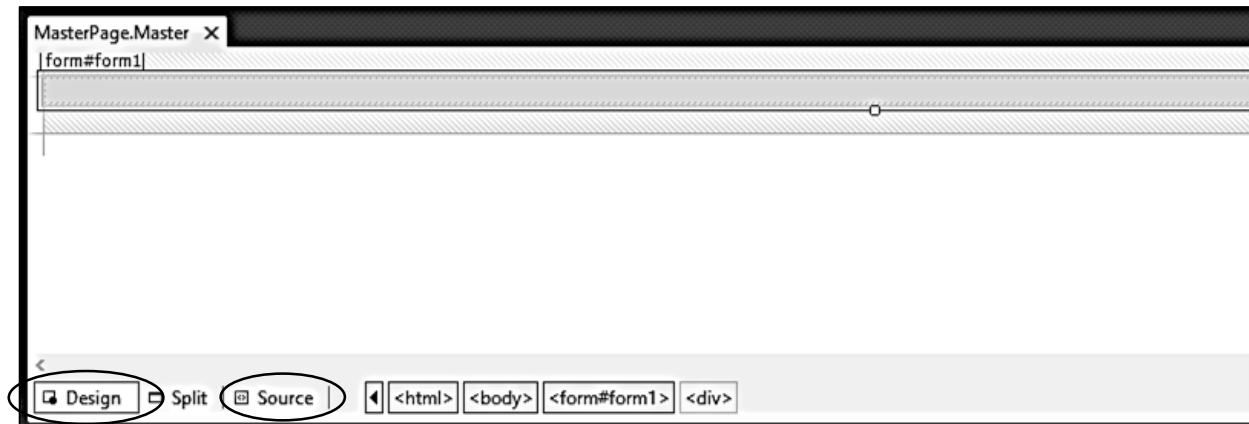 MasterPage.Master X
form#form1
Design Split Source <html> <body> <form#form1> <div>